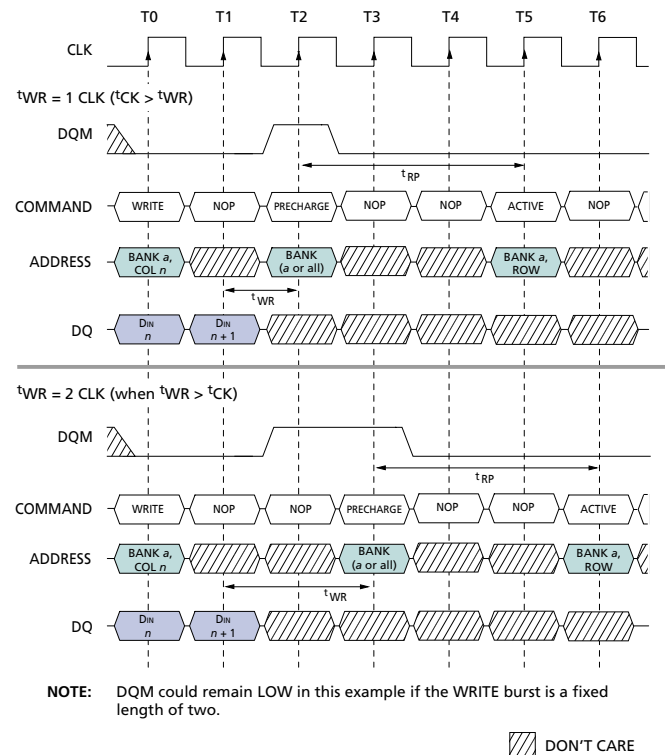 T0 T1 T2 T3 T4 T5 T6
CLK
tWR = 1 CLK (tCK > tWR)
DQM
tRP
COMMAND WRITE NOP PRECHARGE NOP NOP ACTIVE NOP
ADDRESS BANK a, COL n BANK (a or all) BANK a, ROW
tWR
DQ DIN n DIN n + 1
tWR = 2 CLK (when tWR > tCK)
DQM
tRP
COMMAND WRITE NOP NOP PRECHARGE NOP NOP ACTIVE
ADDRESS BANK a, COL n BANK (a or all) BANK a, ROW
tWR
DQ DIN n DIN n + 1
NOTE: DQM could remain LOW in this example if the WRITE burst is a fixed
length of two.
DON'T CARE